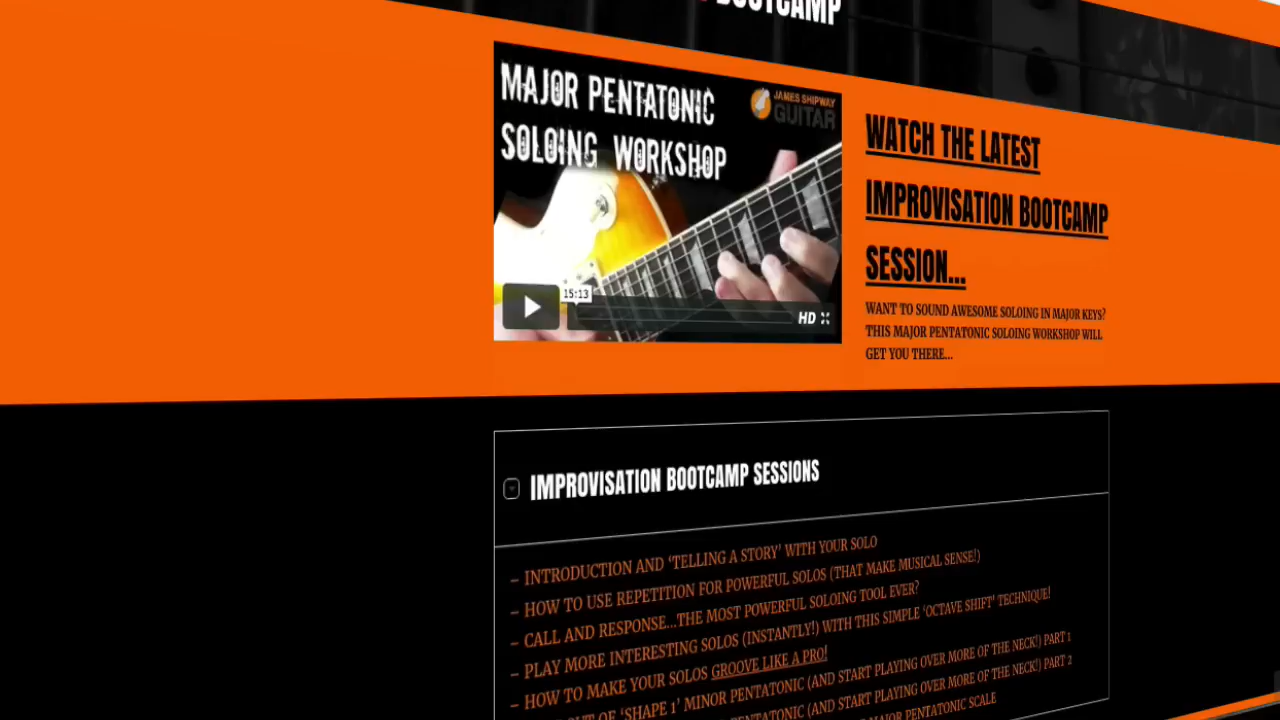 BOOTCAMP
MAJOR PENTATONIC
SOLOING WORKSHOP
JAMES SHIPWAY
GUITAR
15:13
HD
WATCH THE LATEST
IMPROVISATION BOOTCAMP
SESSION...
WANT TO SOUND AWESOME SOLOING IN MAJOR KEYS?
THIS MAJOR PENTATONIC SOLOING WORKSHOP WILL
GET YOU THERE...
IMPROVISATION BOOTCAMP SESSIONS
– INTRODUCTION AND ‘TELLING A STORY’ WITH YOUR SOLO
– HOW TO USE REPETITION FOR POWERFUL SOLOS (THAT MAKE MUSICAL SENSE!)
– CALL AND RESPONSE...THE MOST POWERFUL SOLOING TOOL EVER?
– PLAY MORE INTERESTING SOLOS (INSTANTLY!) WITH THIS SIMPLE ‘OCTAVE SHIFT’ TECHNIQUE!
– HOW TO MAKE YOUR SOLOS GROOVE LIKE A PRO!
OUT OF ‘SHAPE 1’ MINOR PENTATONIC (AND START PLAYING OVER MORE OF THE NECK!) PART 1
PENTATONIC (AND START PLAYING OVER MORE OF THE NECK!) PART 2
MAJOR PENTATONIC SCALE